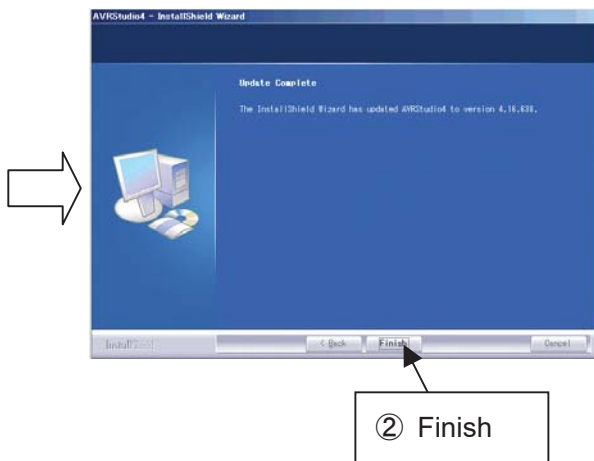 AVRStudio4 - InstallShield Wizard
Update Complete
The InstallShield Wizard has updated AVRStudio4 to version 4.16.638.
InstallShield
< Back
Finish
Cancel
② Finish